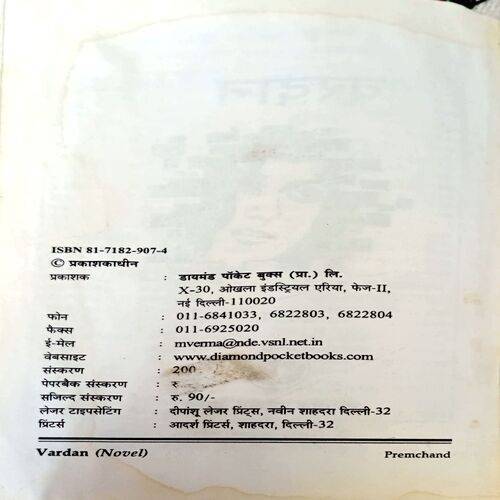 ISBN 81-7182-907-4
© प्रकाशकाधीन
प्रकाशक : डायमंड पॉकेट बुक्स (प्रा.) लि.
X-30, ओखला इंडस्ट्रियल एरिया, फेज-II,
नई दिल्ली-110020
फोन : 011-6841033, 6822803, 6822804
फैक्स : 011-6925020
ई-मेल : mverma@nde.vsnl.net.in
वेबसाइट : www.diamondpocketbooks.com
संस्करण : 200
पेपरबैक संस्करण : रु
सजिल्द संस्करण : रु. 90/-
लेजर टाइपसेटिंग : दीपांशू लेजर प्रिंट्स, नवीन शाहदरा दिल्ली-32
प्रिंटर्स : आदर्श प्रिंटर्स, शाहदरा, दिल्ली-32
Vardan (Novel) Premchand